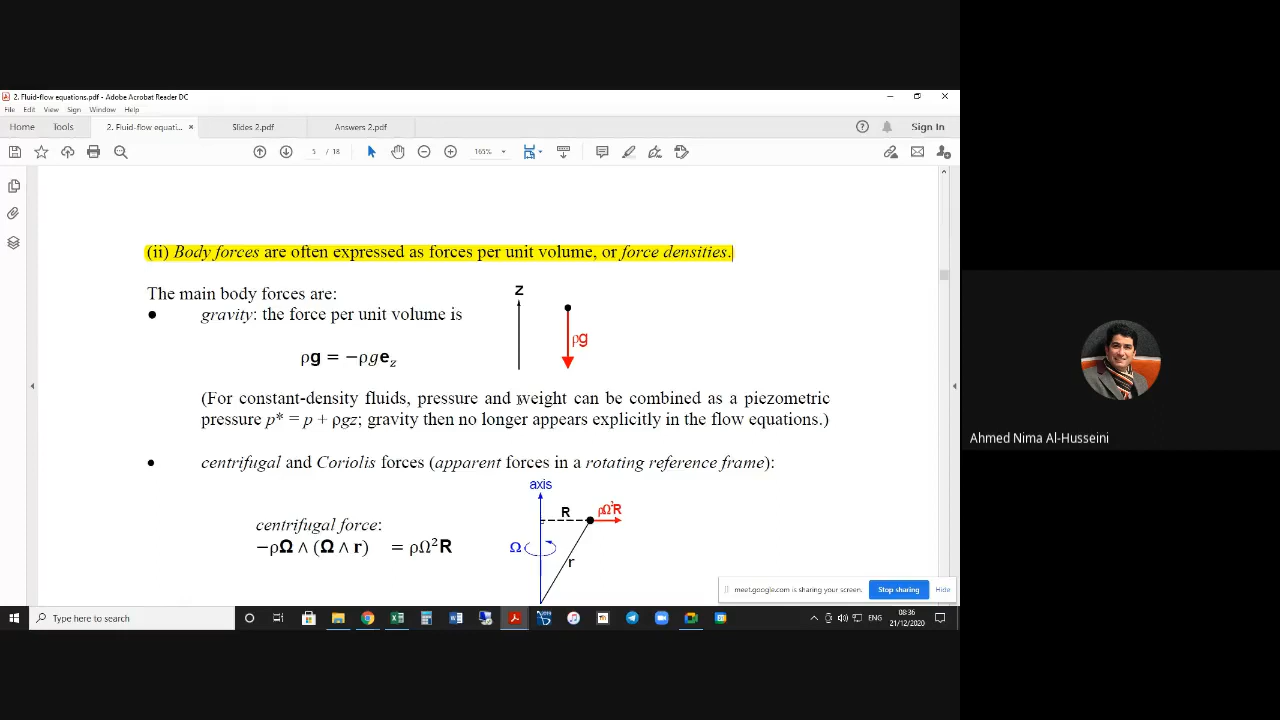 2. Fluid-flow equations.pdf - Adobe Acrobat Reader DC
File Edit View Sign Window Help
Home Tools 2. Fluid-flow equati... × Slides 2.pdf Answers 2.pdf Sign In
5 / 18 165%
(ii) Body forces are often expressed as forces per unit volume, or force densities.
The main body forces are:
● gravity: the force per unit volume is
z
ρg
ρg = −ρge_z
(For constant-density fluids, pressure and weight can be combined as a piezometric
pressure p* = p + ρgz; gravity then no longer appears explicitly in the flow equations.)
● centrifugal and Coriolis forces (apparent forces in a rotating reference frame):
axis
R ρΩ²R
centrifugal force:
−ρΩ ∧ (Ω ∧ r) = ρΩ²R
Ω
r
meet.google.com is sharing your screen. Stop sharing Hide
Type here to search
ENG
08:36
21/12/2020
Ahmed Nima Al-Husseini